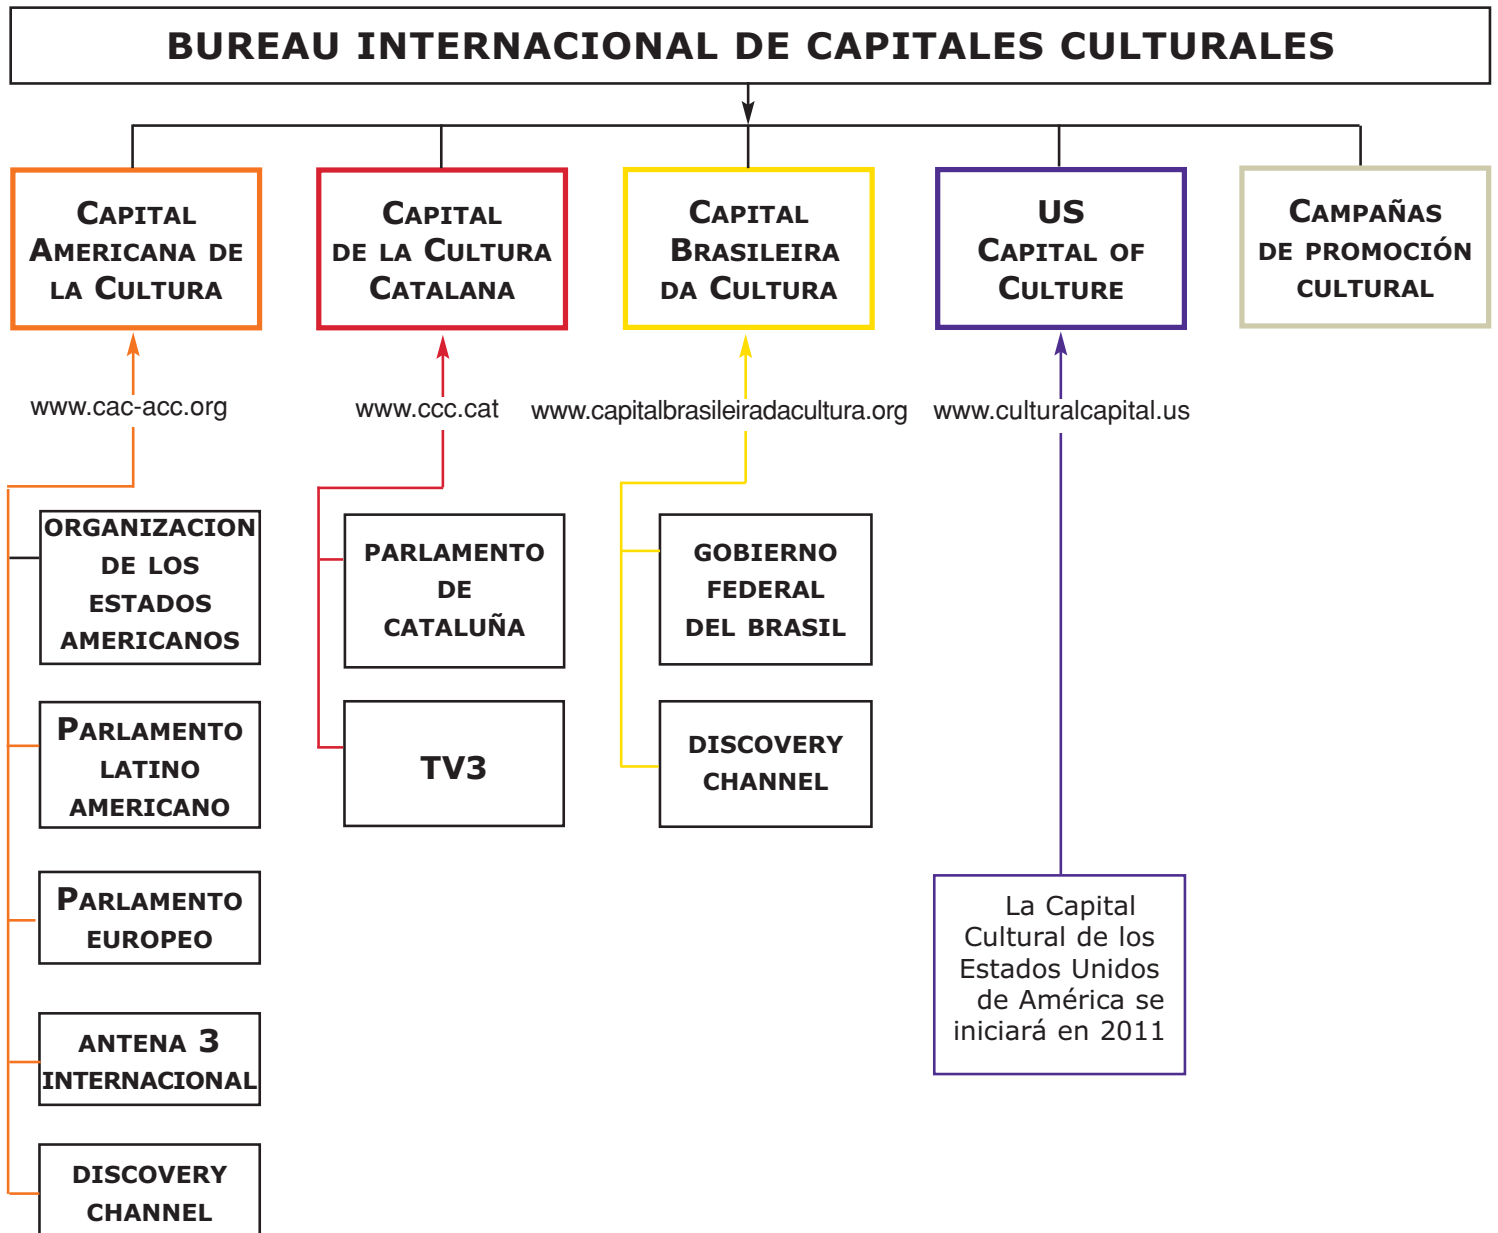 BUREAU INTERNACIONAL DE CAPITALES CULTURALES
CAPITAL
AMERICANA DE
LA CULTURA
CAPITAL
DE LA CULTURA
CATALANA
CAPITAL
BRASILEIRA
DA CULTURA
US
CAPITAL OF
CULTURE
CAMPAÑAS
DE PROMOCIÓN
CULTURAL
www.cac-acc.org
www.ccc.cat
www.capitalbrasileiradacultura.org
www.culturalcapital.us
ORGANIZACION
DE LOS
ESTADOS
AMERICANOS
PARLAMENTO
LATINO
AMERICANO
PARLAMENTO
EUROPEO
ANTENA 3
INTERNACIONAL
DISCOVERY
CHANNEL
PARLAMENTO
DE
CATALUÑA
TV3
GOBIERNO
FEDERAL
DEL BRASIL
DISCOVERY
CHANNEL
La Capital
Cultural de los
Estados Unidos
de América se
iniciará en 2011